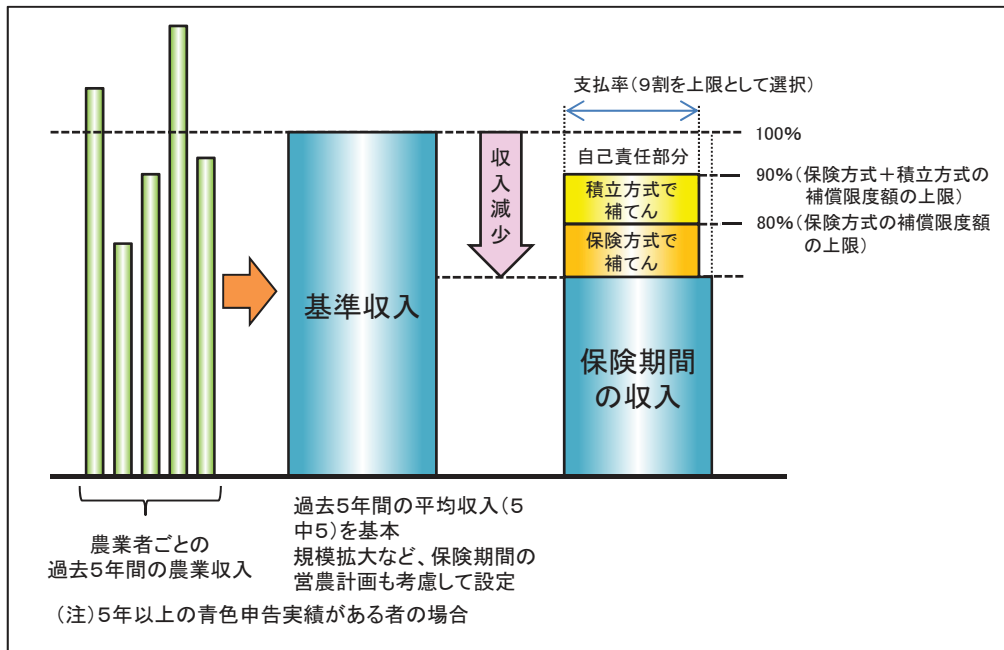 支払率(9割を上限として選択)
100%
自己責任部分
収入減少
90%(保険方式+積立方式の
補償限度額の上限)
積立方式で
補てん
80%(保険方式の補償限度額
の上限)
保険方式で
補てん
基準収入
保険期間
の収入
農業者ごとの
過去5年間の農業収入
過去5年間の平均収入(5
中5)を基本
規模拡大など、保険期間の
営農計画も考慮して設定
(注)5年以上の青色申告実績がある者の場合